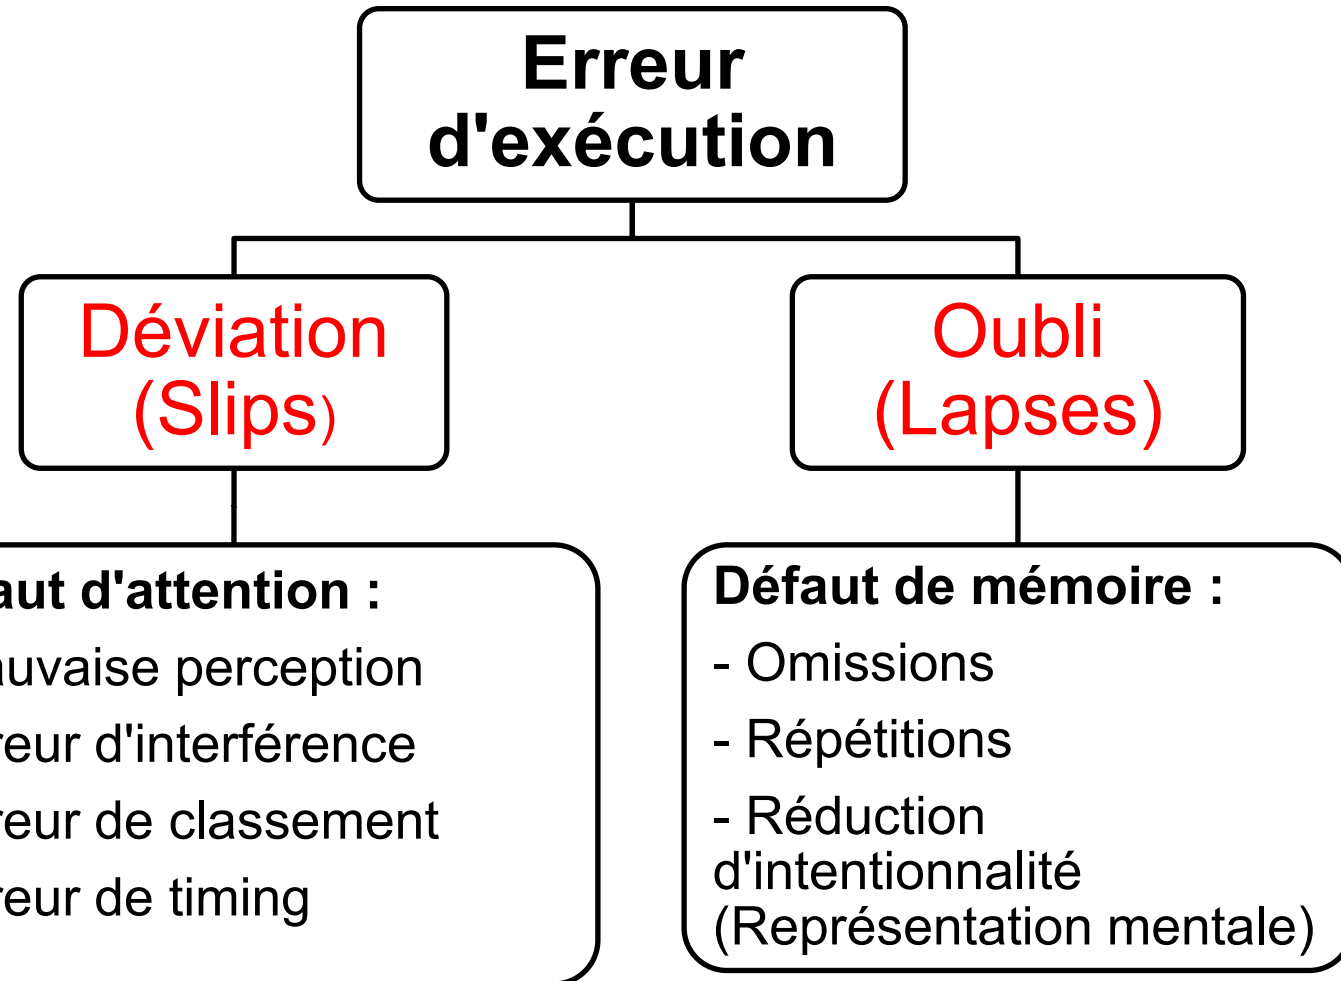 Erreur
d'exécution
Déviation
(Slips)
Oubli
(Lapses)
aut d'attention :
auvaise perception
reur d'interférence
reur de classement
reur de timing
Défaut de mémoire :
- Omissions
- Répétitions
- Réduction
d'intentionnalité
(Représentation mentale)